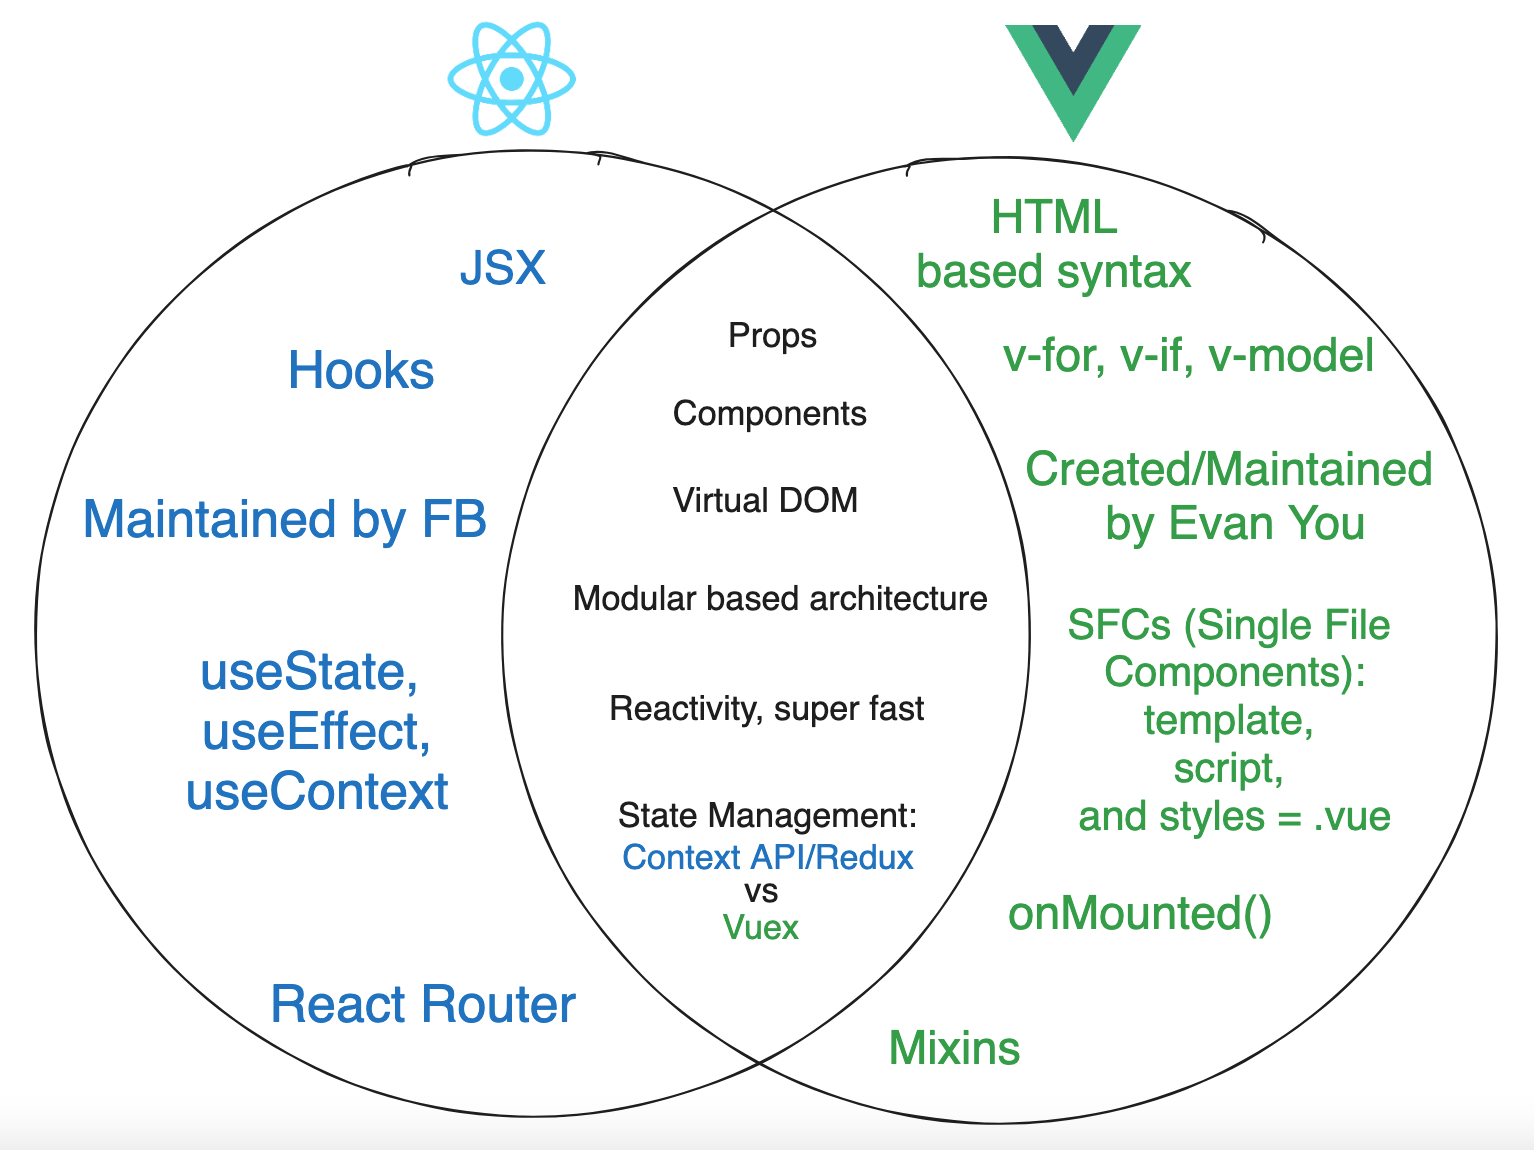 JSX
Hooks
Maintained by FB
useState,
useEffect,
useContext
React Router
Props
Components
Virtual DOM
Modular based architecture
Reactivity, super fast
State Management:
Context API/Redux
vs
Vuex
HTML
based syntax
v-for, v-if, v-model
Created/Maintained
by Evan You
SFCs (Single File
Components):
template,
script,
and styles = .vue
onMounted()
Mixins